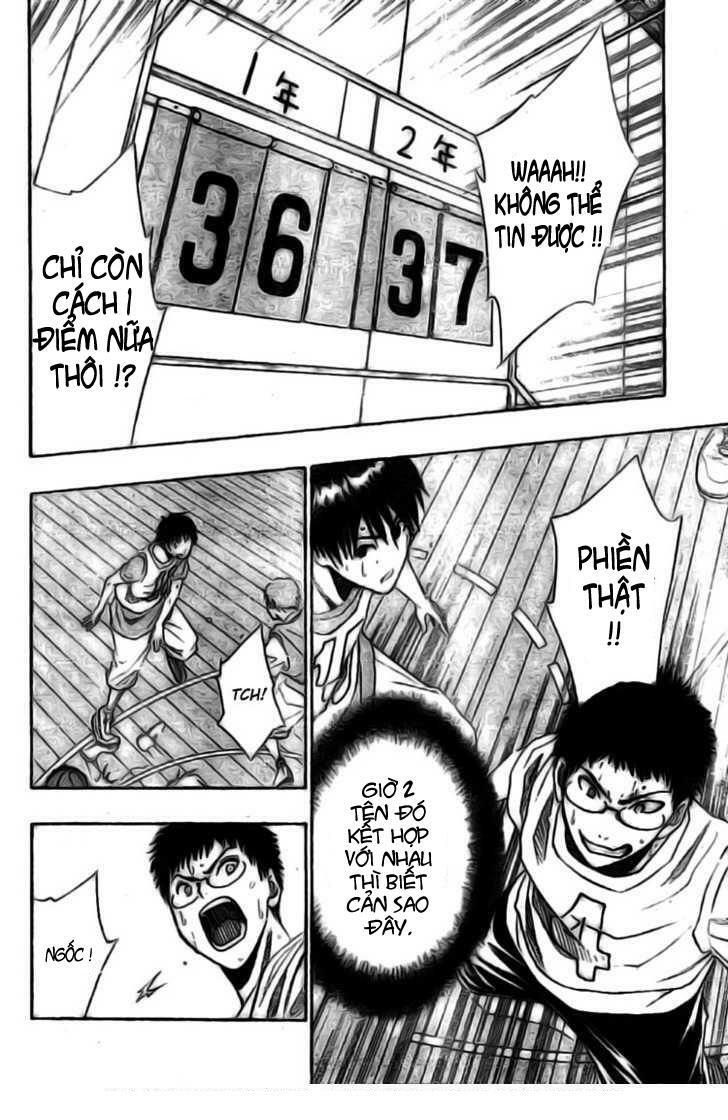 1年
2年
36
37
WAAAH!!
KHÔNG THỂ
TIN ĐƯỢC !!
CHỈ CÒN
CÁCH 1
ĐIỂM NỮA
THÔI !?
PHIỀN
THẬT
!!
TCH!
GIỜ 2
TÊN ĐÓ
KẾT HỢP
VỚI NHAU
THÌ BIẾT
CẢN SAO
ĐÂY.
4
NGỐC !